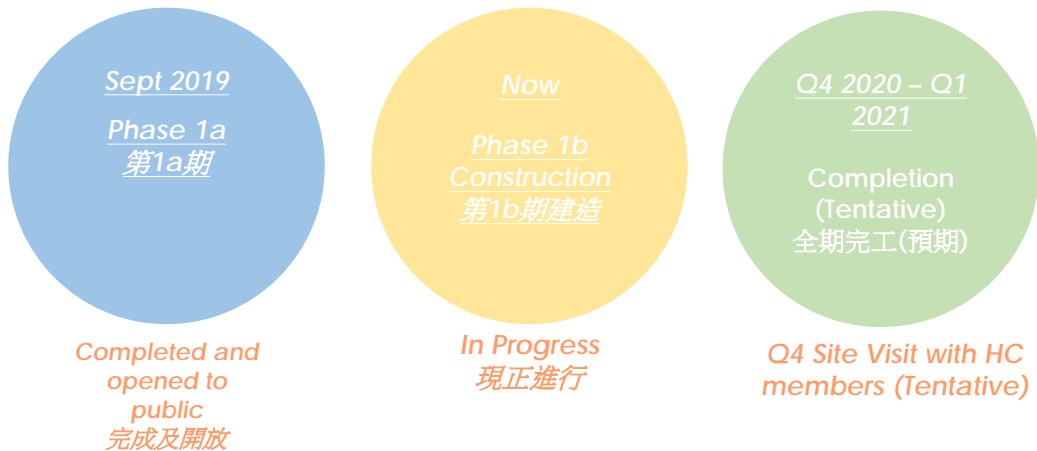 Sept 2019
Phase 1a
第1a期
Completed and
opened to
public
完成及開放
Now
Phase 1b
Construction
第1b期建造
In Progress
現正進行
Q4 2020 – Q1
2021
Completion
(Tentative)
全期完工(預期)
Q4 Site Visit with HC
members (Tentative)